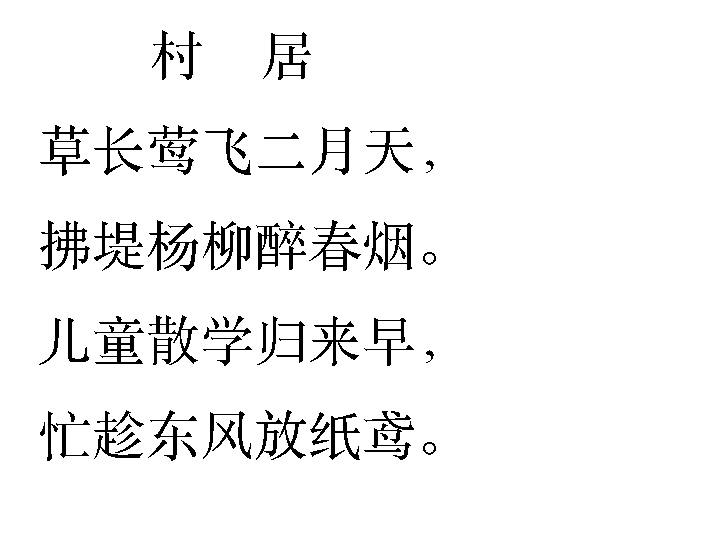 村　居
草长莺飞二月天，
拂堤杨柳醉春烟。
儿童散学归来早，
忙趁东风放纸鸢。